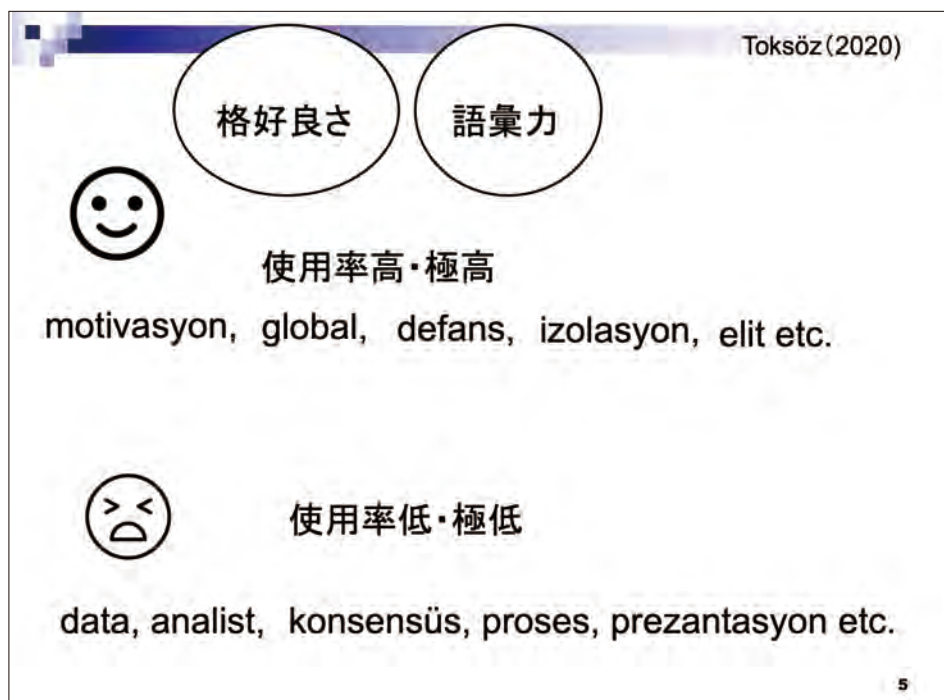 Toksöz(2020)
格好良さ 語彙力
使用率高・極高
motivasyon, global, defans, izolasyon, elit etc.
使用率低・極低
data, analist, konsensüs, proses, prezantasyon etc.
5